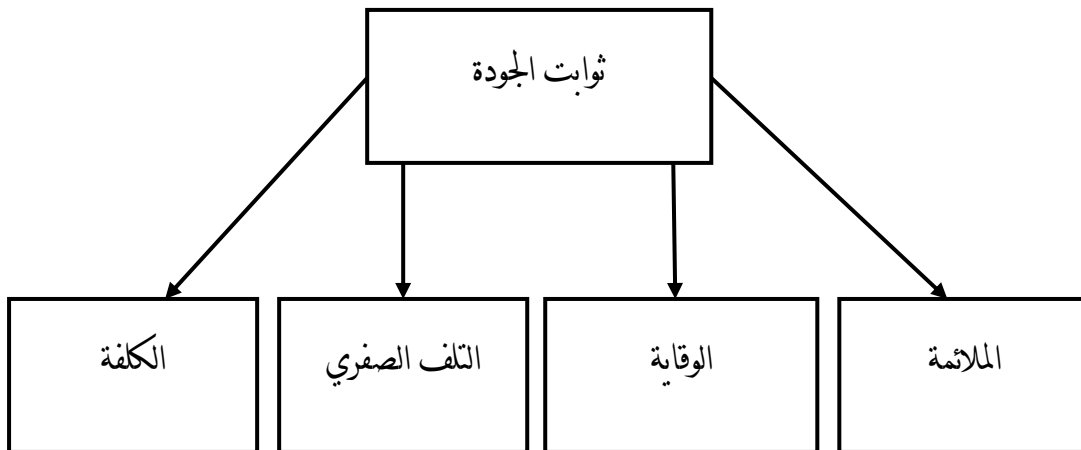 ثوابت الجودة
الملائمة
الوقاية
التلف الصفري
الكلفة